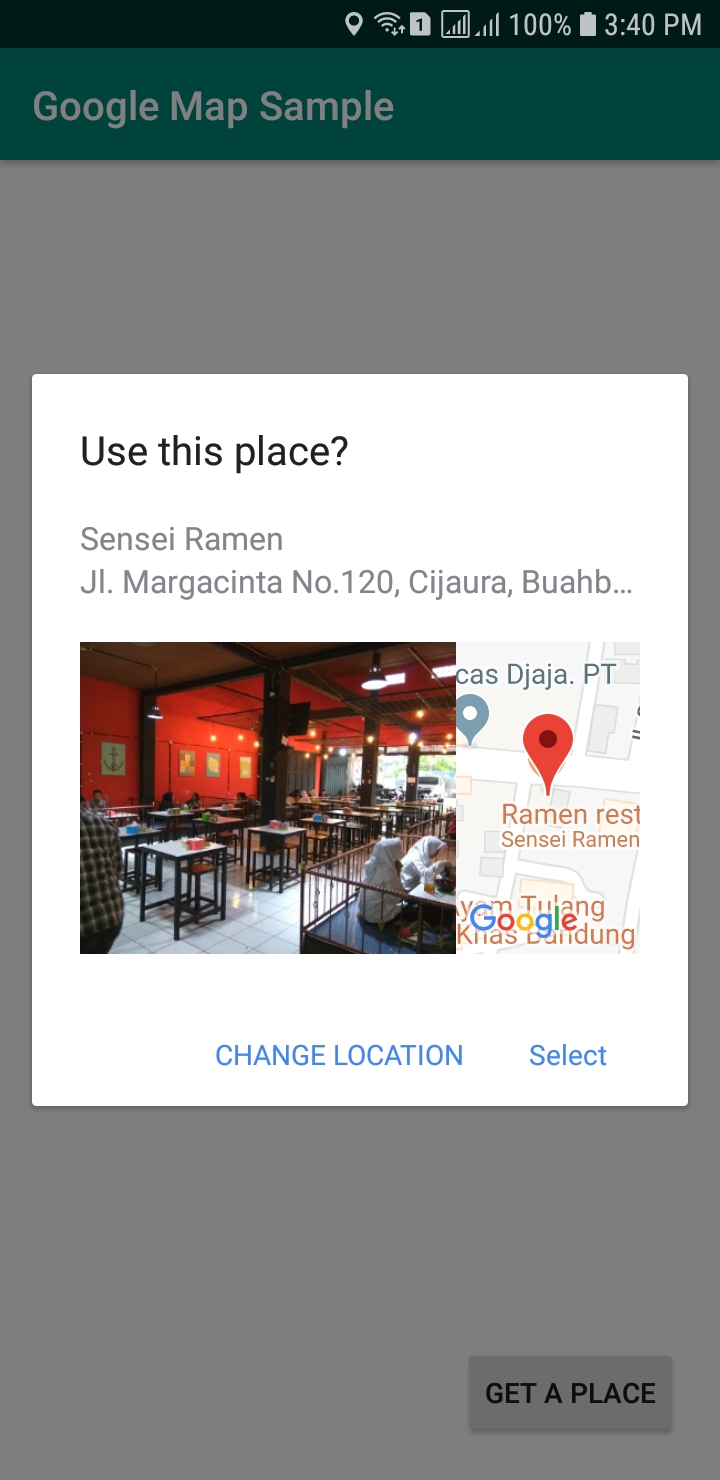 1 100% 3:40 PM
Google Map Sample
Use this place?
Sensei Ramen
Jl. Margacinta No.120, Cijaura, Buahb...
cas Djaja. PT
Ramen rest
Sensei Ramen
yam Tulang
Google
Khas Bandung
CHANGE LOCATION Select
GET A PLACE